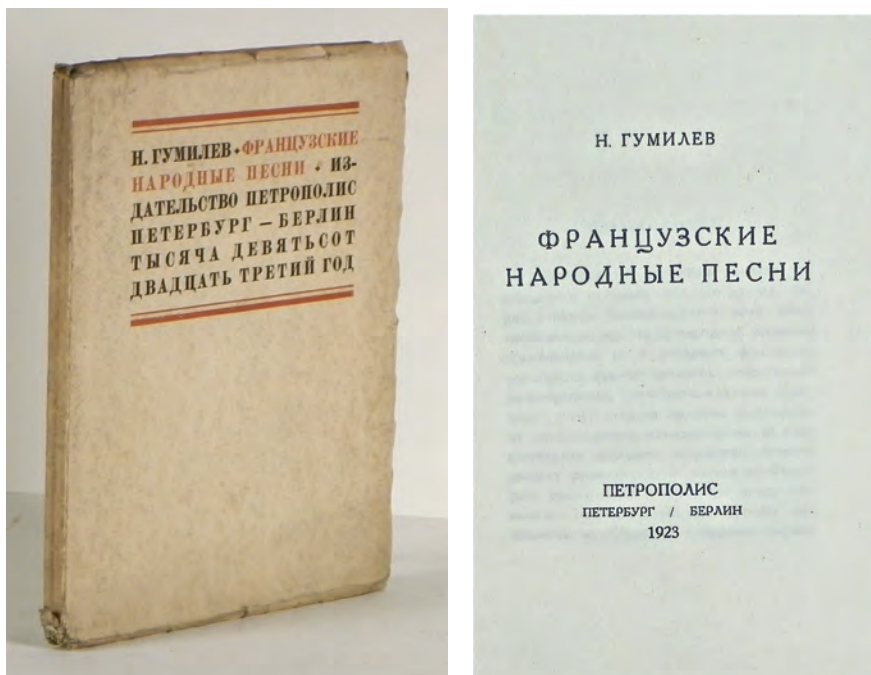 Н. ГУМИЛЕВ • ФРАНЦУЗСКИЕ
НАРОДНЫЕ ПЕСНИ • ИЗ-
ДАТЕЛЬСТВО ПЕТРОПОЛИС
ПЕТЕРБУРГ — БЕРЛИН
ТЫСЯЧА ДЕВЯТЬСОТ
ДВАДЦАТЬ ТРЕТИЙ ГОД
Н. ГУМИЛЕВ
ФРАНЦУЗСКИЕ
НАРОДНЫЕ ПЕСНИ
ПЕТРОПОЛИС
ПЕТЕРБУРГ / БЕРЛИН
1923